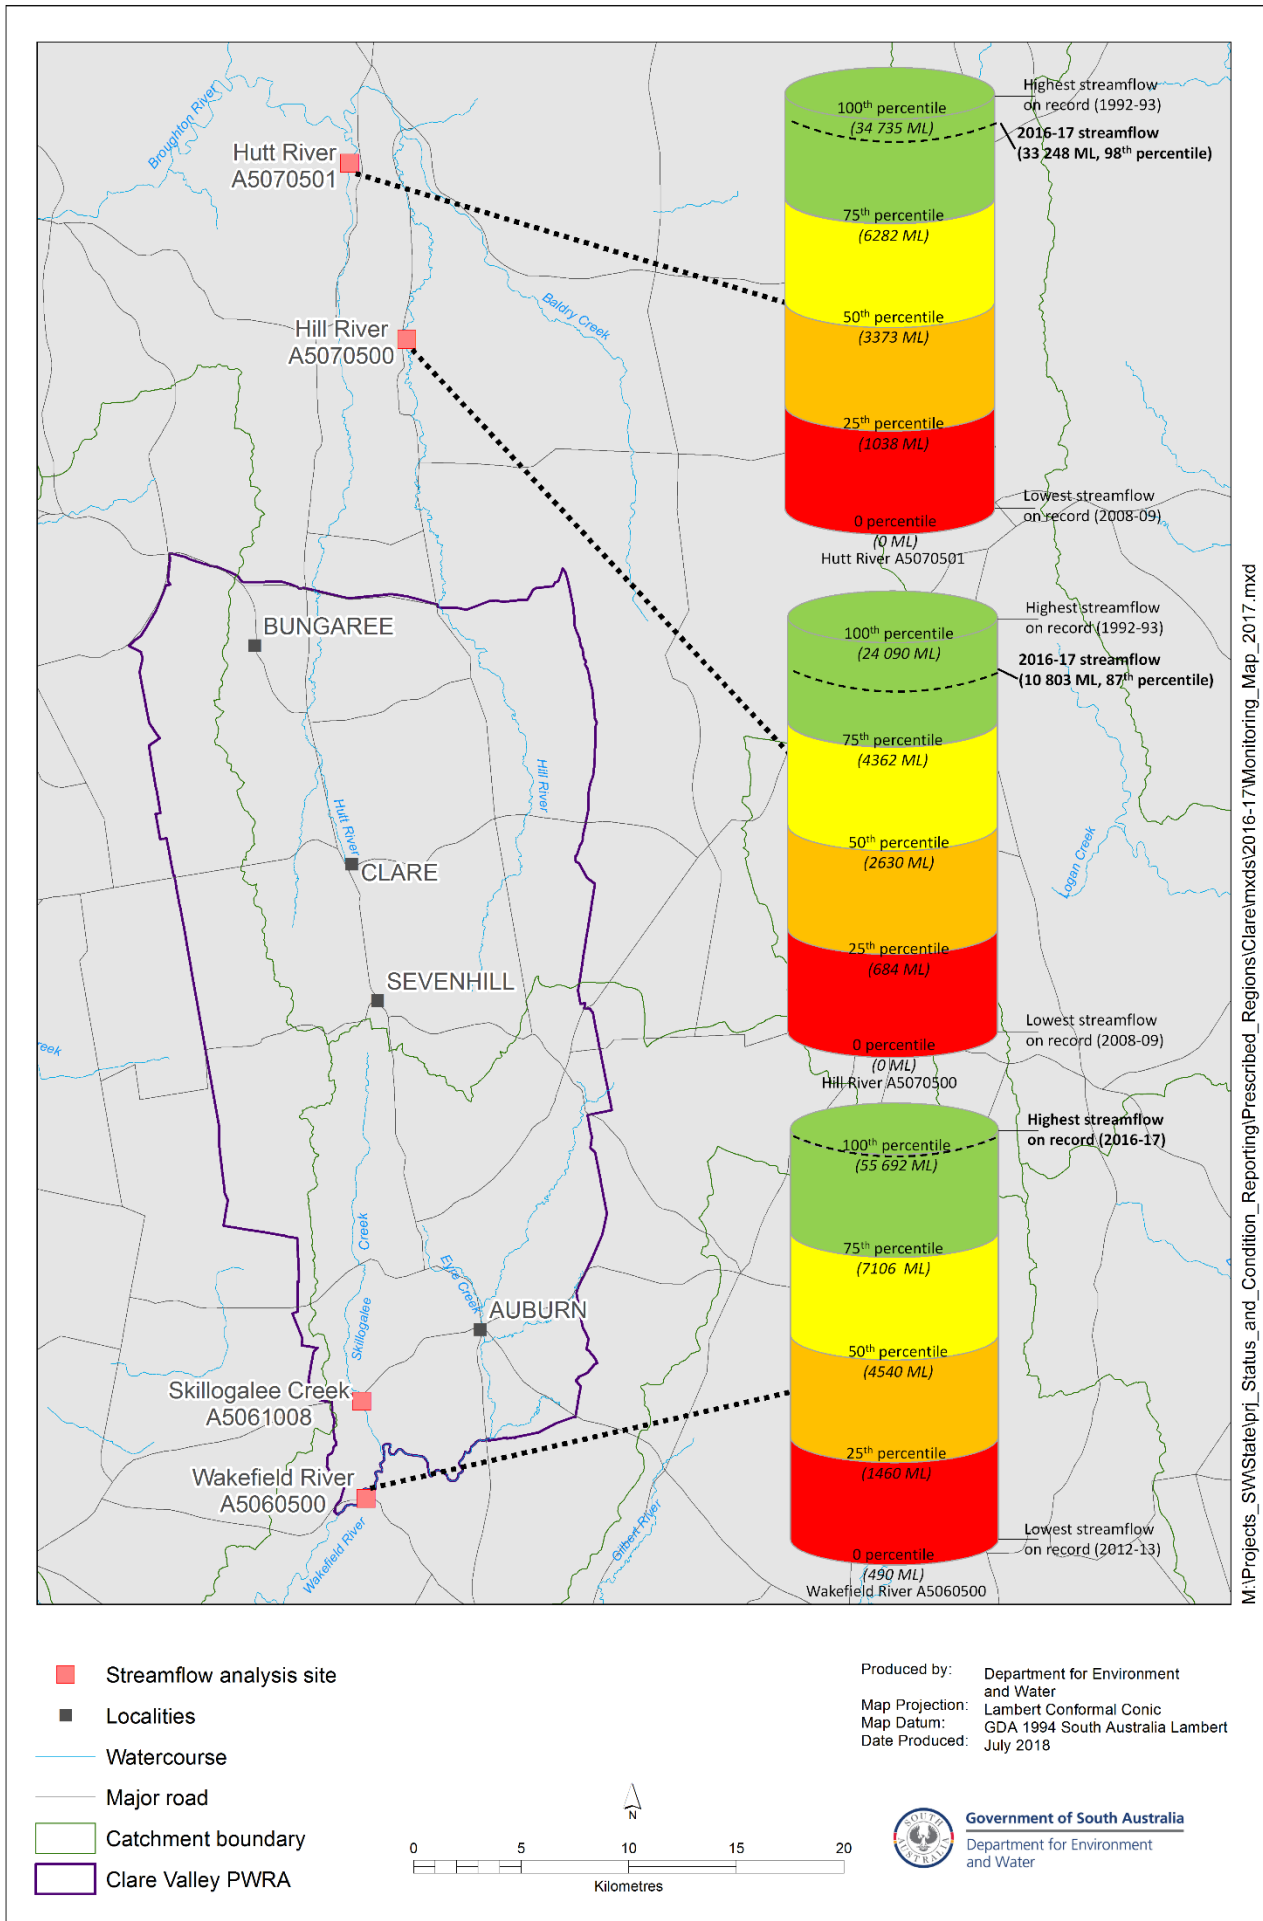 Broughton River
Hutt River
A5070501
Hill River
A5070500
Baldry Creek
BUNGAREE
Hutt River
Hill River
CLARE
SEVENHILL
reek
Skillogalee Creek
Eyre Creek
AUBURN
Skillogalee Creek
A5061008
Wakefield River
A5060500
Wakefield River
Gilbert River
Logan Creek
100th percentile
(34 735 ML)
Highest streamflow
on record (1992-93)
2016-17 streamflow
(33 248 ML, 98th percentile)
75th percentile
(6282 ML)
50th percentile
(3373 ML)
25th percentile
(1038 ML)
Lowest streamflow
on record (2008-09)
0 percentile
(0 ML)
Hutt River A5070501
100th percentile
(24 090 ML)
Highest streamflow
on record (1992-93)
2016-17 streamflow
(10 803 ML, 87th percentile)
75th percentile
(4362 ML)
50th percentile
(2630 ML)
25th percentile
(684 ML)
Lowest streamflow
on record (2008-09)
0 percentile
(0 ML)
Hill River A5070500
100th percentile
(55 692 ML)
Highest streamflow
on record (2016-17)
75th percentile
(7106 ML)
50th percentile
(4540 ML)
25th percentile
(1460 ML)
Lowest streamflow
on record (2012-13)
0 percentile
(490 ML)
Wakefield River A5060500
M:\Projects_SW\State\prj_Status_and_Condition_Reporting\Prescribed_Regions\Clare\mxds\2016-17\Monitoring_Map_2017.mxd
Streamflow analysis site
Localities
Watercourse
Major road
Catchment boundary
Clare Valley PWRA
N
0 5 10 15 20
Kilometres
Produced by: Department for Environment
and Water
Map Projection: Lambert Conformal Conic
Map Datum: GDA 1994 South Australia Lambert
Date Produced: July 2018
SOUTH AUSTRALIA
Government of South Australia
Department for Environment
and Water